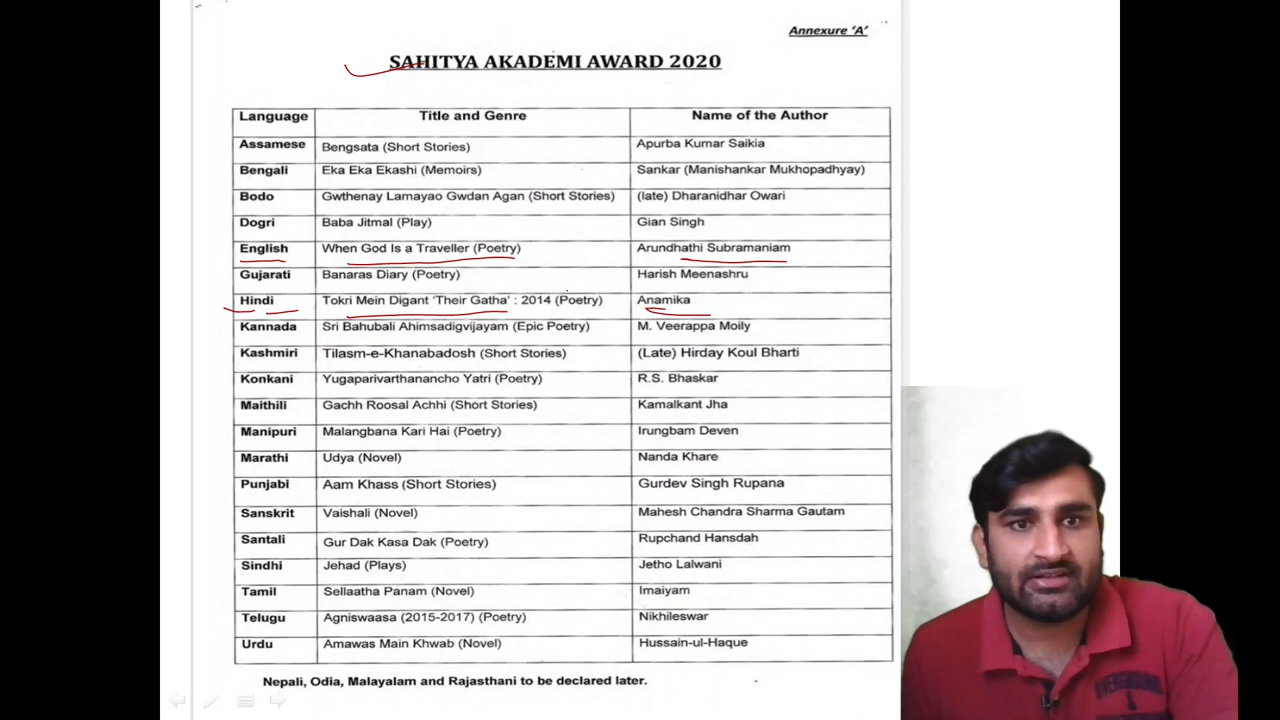 Annexure 'A'
SAHITYA AKADEMI AWARD 2020
Language Title and Genre Name of the Author
Assamese Bengsata (Short Stories) Apurba Kumar Saikia
Bengali Eka Eka Ekashi (Memoirs) Sankar (Manishankar Mukhopadhyay)
Bodo Gwthenay Lamayao Gwdan Agan (Short Stories) (late) Dharanidhar Owari
Dogri Baba Jitmal (Play) Gian Singh
English When God Is a Traveller (Poetry) Arundhathi Subramaniam
Gujarati Banaras Diary (Poetry) Harish Meenashru
Hindi Tokri Mein Digant 'Their Gatha' : 2014 (Poetry) Anamika
Kannada Sri Bahubali Ahimsadigvijayam (Epic Poetry) M. Veerappa Moily
Kashmiri Tilasm-e-Khanabadosh (Short Stories) (Late) Hirday Koul Bharti
Konkani Yugaparivarthanancho Yatri (Poetry) R.S. Bhaskar
Maithili Gachh Roosal Achhi (Short Stories) Kamalkant Jha
Manipuri Malangbana Kari Hai (Poetry) Irungbam Deven
Marathi Udya (Novel) Nanda Khare
Punjabi Aam Khass (Short Stories) Gurdev Singh Rupana
Sanskrit Vaishali (Novel) Mahesh Chandra Sharma Gautam
Santali Gur Dak Kasa Dak (Poetry) Rupchand Hansdah
Sindhi Jehad (Plays) Jetho Lalwani
Tamil Sellaatha Panam (Novel) Imaiyam
Telugu Agniswaasa (2015-2017) (Poetry) Nikhileswar
Urdu Amawas Main Khwab (Novel) Hussain-ul-Haque
Nepali, Odia, Malayalam and Rajasthani to be declared later.